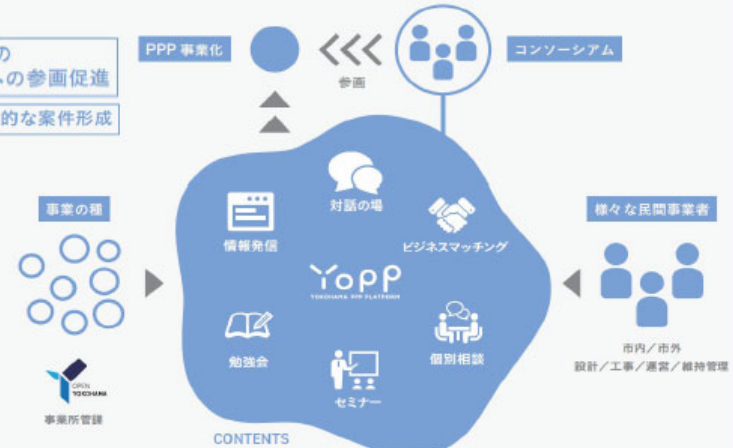 の
への参画促進
的な案件形成
PPP 事業化
参画
コンソーシアム
事業の種
OPEN
YOKOHAMA
事業所管課
情報発信
対話の場
ビジネスマッチング
YOPP
YOKOHAMA PPP PLATFORM
勉強会
セミナー
個別相談
CONTENTS
様々な民間事業者
市内／市外
設計／工事／運営／維持管理